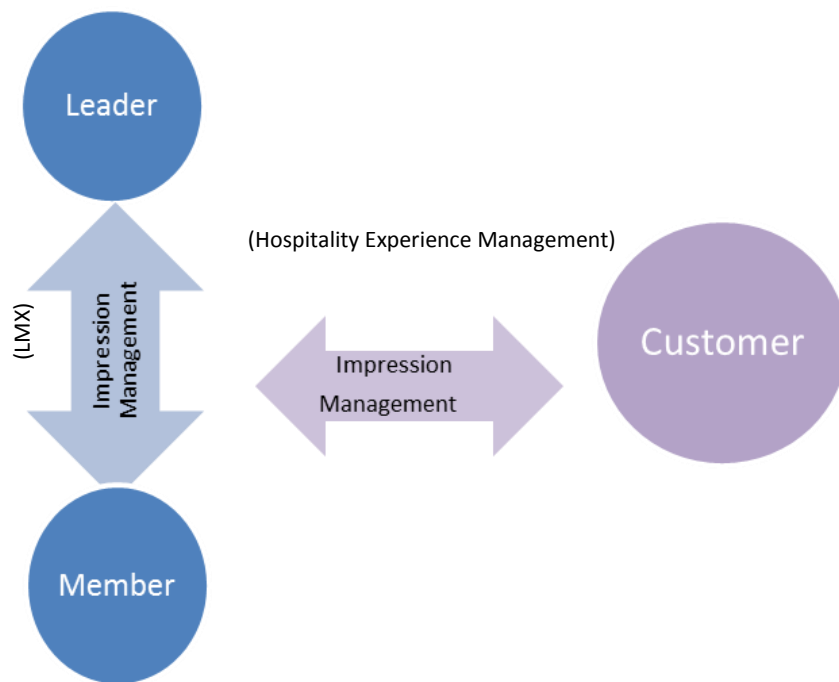 Leader
(Hospitality Experience Management)
(LMX)
Impression
Management
Impression
Management
Customer
Member